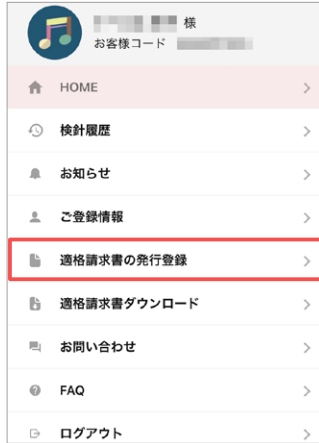 様
お客様コード
HOME
検針履歴
お知らせ
ご登録情報
適格請求書の発行登録
適格請求書ダウンロード
お問い合わせ
FAQ
ログアウト